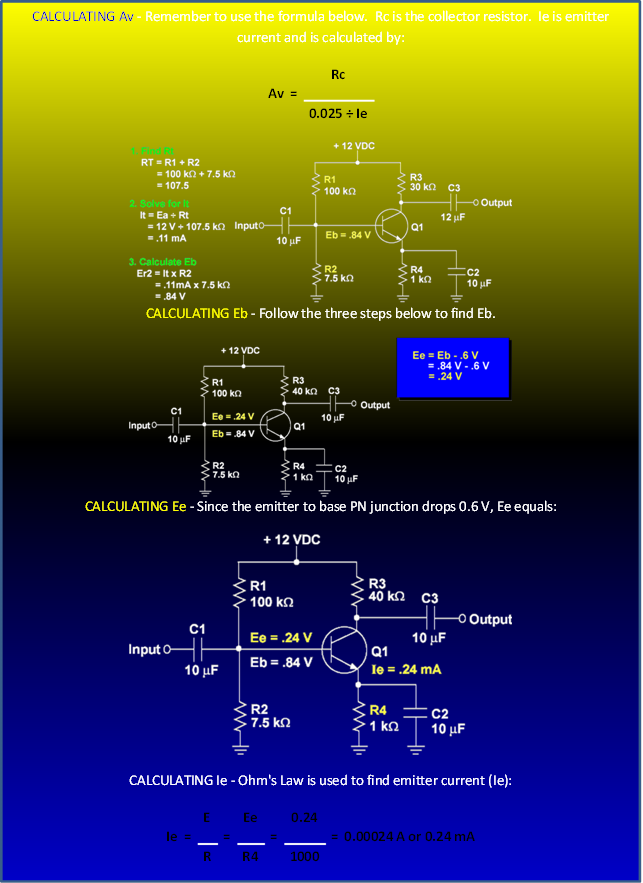 CALCULATING Av - Remember to use the formula below. Rc is the collector resistor. Ie is emitter
current and is calculated by:
Av =
Rc
0.025 ÷ Ie
1. Find Rt
RT = R1 + R2
= 100 kΩ + 7.5 kΩ
= 107.5
2. Solve for It
It = Ea ÷ Rt
= 12 V ÷ 107.5 kΩ
= .11 mA
3. Calculate Eb
Er2 = It x R2
= .11mA x 7.5 kΩ
= .84 V
+ 12 VDC
R1
100 kΩ
R3
30 kΩ
C3
12 µF
Output
C1
Input
10 µF
Eb = .84 V
Q1
R2
7.5 kΩ
R4
1 kΩ
C2
10 µF
CALCULATING Eb - Follow the three steps below to find Eb.
+ 12 VDC
R1
100 kΩ
R3
40 kΩ
C3
10 µF
Output
C1
Input
10 µF
Ee = .24 V
Eb = .84 V
Q1
R2
7.5 kΩ
R4
1 kΩ
C2
10 µF
Ee = Eb - .6 V
= .84 V - .6 V
= .24 V
CALCULATING Ee - Since the emitter to base PN junction drops 0.6 V, Ee equals:
+ 12 VDC
R1
100 kΩ
R3
40 kΩ
C3
10 µF
Output
C1
Input
10 µF
Ee = .24 V
Eb = .84 V
Q1
Ie = .24 mA
R2
7.5 kΩ
R4
1 kΩ
C2
10 µF
CALCULATING Ie - Ohm's Law is used to find emitter current (Ie):
E Ee 0.24
Ie = = = = 0.00024 A or 0.24 mA
R R4 1000